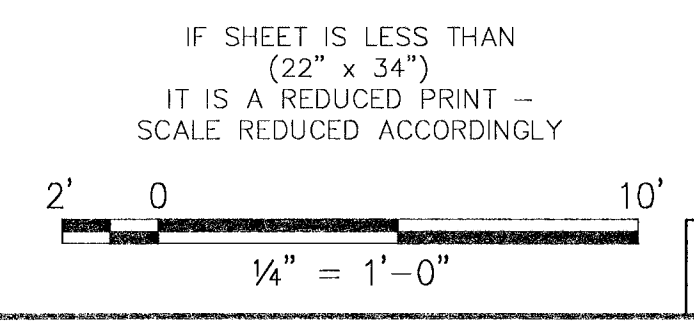 IF SHEET IS LESS THAN
(22" x 34")
IT IS A REDUCED PRINT –
SCALE REDUCED ACCORDINGLY
2' 0 10'
1/4" = 1'-0"